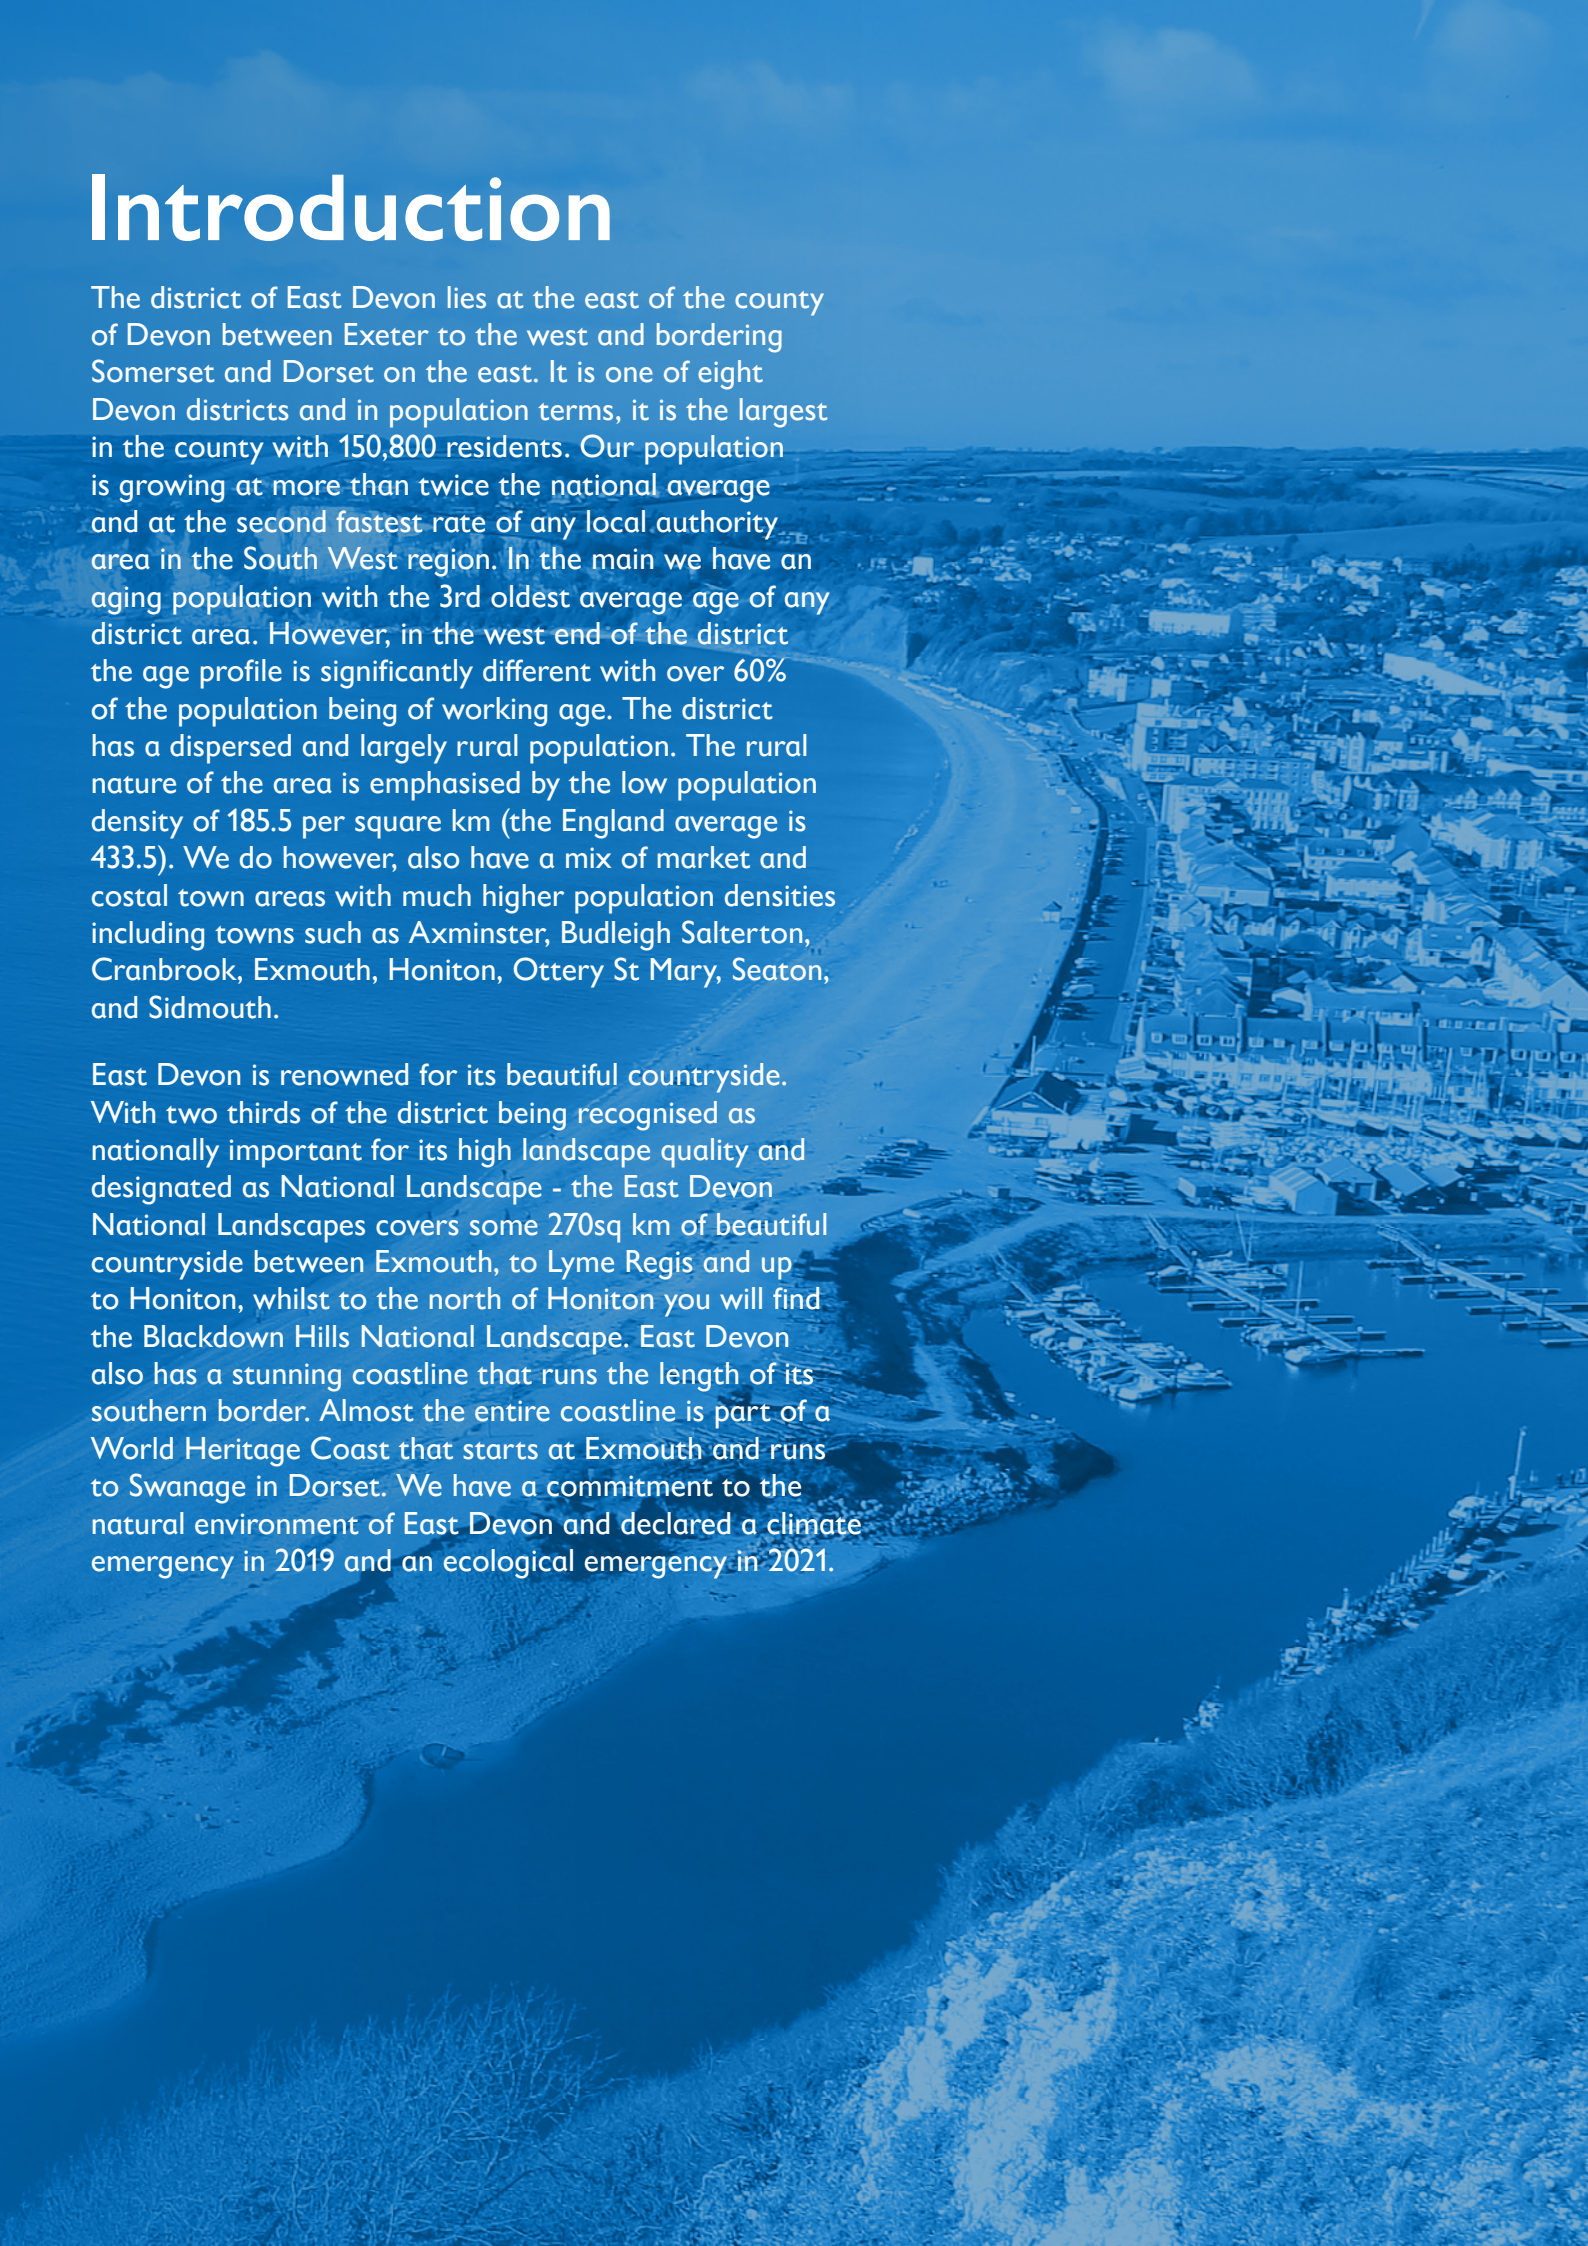 Introduction
The district of East Devon lies at the east of the county
of Devon between Exeter to the west and bordering
Somerset and Dorset on the east. It is one of eight
Devon districts and in population terms, it is the largest
in the county with 150,800 residents. Our population
is growing at more than twice the national average
and at the second fastest rate of any local authority
area in the South West region. In the main we have an
aging population with the 3rd oldest average age of any
district area. However, in the west end of the district
the age profile is significantly different with over 60%
of the population being of working age. The district
has a dispersed and largely rural population. The rural
nature of the area is emphasised by the low population
density of 185.5 per square km (the England average is
433.5). We do however, also have a mix of market and
costal town areas with much higher population densities
including towns such as Axminster, Budleigh Salterton,
Cranbrook, Exmouth, Honiton, Ottery St Mary, Seaton,
and Sidmouth.
East Devon is renowned for its beautiful countryside.
With two thirds of the district being recognised as
nationally important for its high landscape quality and
designated as National Landscape - the East Devon
National Landscapes covers some 270sq km of beautiful
countryside between Exmouth, to Lyme Regis and up
to Honiton, whilst to the north of Honiton you will find
the Blackdown Hills National Landscape. East Devon
also has a stunning coastline that runs the length of its
southern border. Almost the entire coastline is part of a
World Heritage Coast that starts at Exmouth and runs
to Swanage in Dorset. We have a commitment to the
natural environment of East Devon and declared a climate
emergency in 2019 and an ecological emergency in 2021.